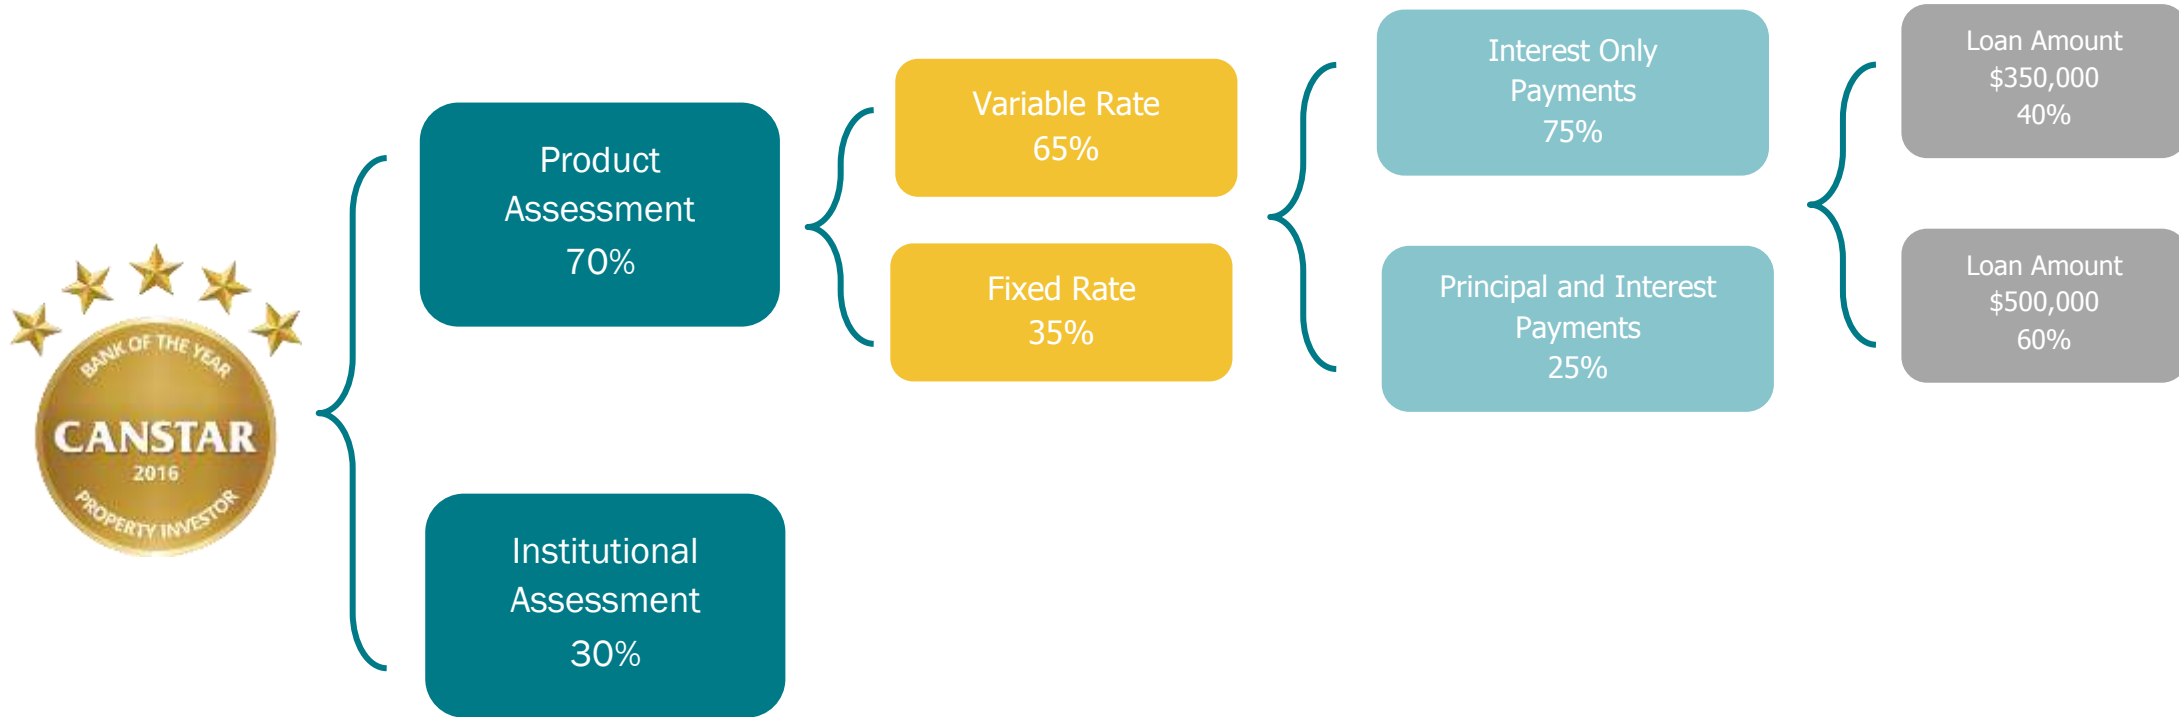 BANK OF THE YEAR
CANSTAR
2016
PROPERTY INVESTOR
Product
Assessment
70%
Institutional
Assessment
30%
Variable Rate
65%
Fixed Rate
35%
Interest Only
Payments
75%
Principal and Interest
Payments
25%
Loan Amount
$350,000
40%
Loan Amount
$500,000
60%